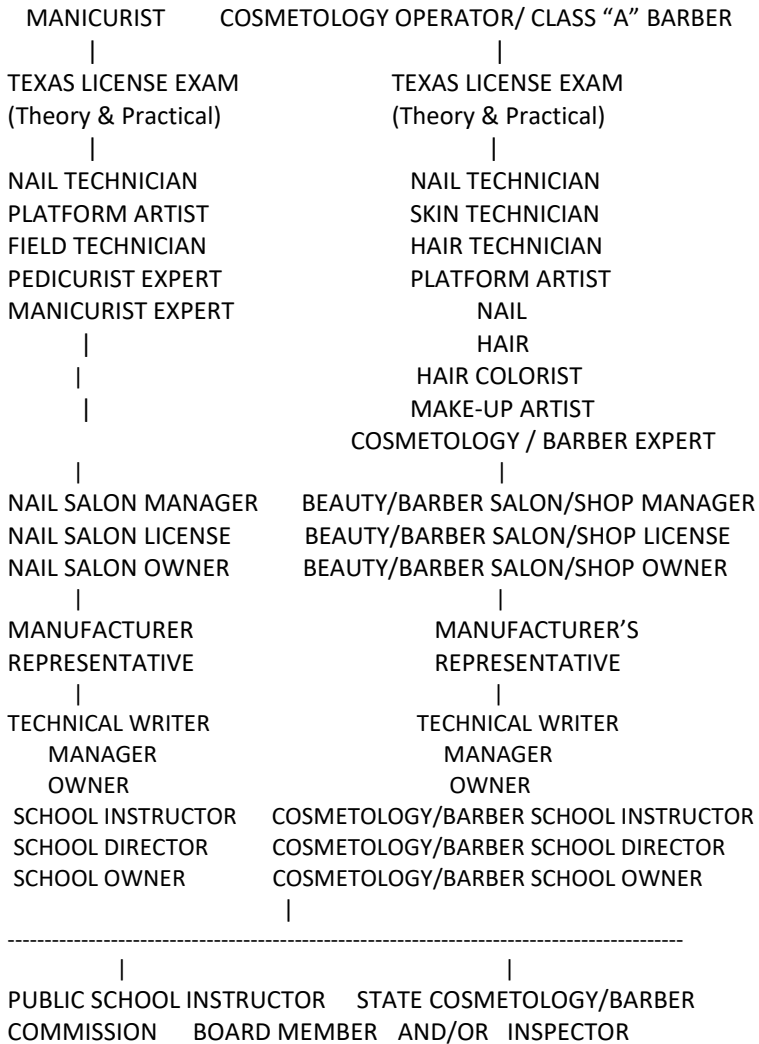 MANICURIST COSMETOLOGY OPERATOR/ CLASS “A” BARBER
| |
TEXAS LICENSE EXAM TEXAS LICENSE EXAM
(Theory & Practical) (Theory & Practical)
| |
NAIL TECHNICIAN NAIL TECHNICIAN
PLATFORM ARTIST SKIN TECHNICIAN
FIELD TECHNICIAN HAIR TECHNICIAN
PEDICURIST EXPERT PLATFORM ARTIST
MANICURIST EXPERT NAIL
| HAIR
| HAIR COLORIST
| MAKE-UP ARTIST
COSMETOLOGY / BARBER EXPERT
| |
NAIL SALON MANAGER BEAUTY/BARBER SALON/SHOP MANAGER
NAIL SALON LICENSE BEAUTY/BARBER SALON/SHOP LICENSE
NAIL SALON OWNER BEAUTY/BARBER SALON/SHOP OWNER
| |
MANUFACTURER MANUFACTURER’S
REPRESENTATIVE REPRESENTATIVE
| |
TECHNICAL WRITER TECHNICAL WRITER
MANAGER MANAGER
OWNER OWNER
SCHOOL INSTRUCTOR COSMETOLOGY/BARBER SCHOOL INSTRUCTOR
SCHOOL DIRECTOR COSMETOLOGY/BARBER SCHOOL DIRECTOR
SCHOOL OWNER COSMETOLOGY/BARBER SCHOOL OWNER
|
--------------------------------------------------------------------------------------------
| |
PUBLIC SCHOOL INSTRUCTOR STATE COSMETOLOGY/BARBER
COMMISSION BOARD MEMBER AND/OR INSPECTOR